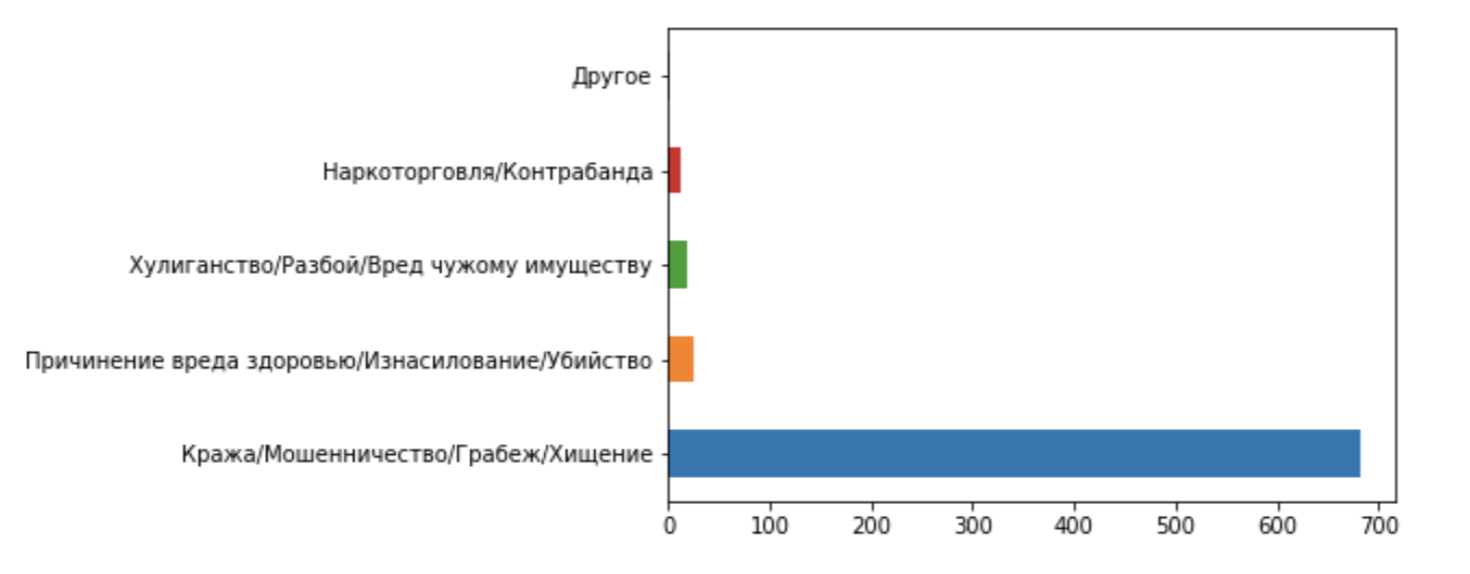 Другое
Наркоторговля/Контрабанда
Хулиганство/Разбой/Вред чужому имуществу
Причинение вреда здоровью/Изнасилование/Убийство
Кража/Мошенничество/Грабеж/Хищение
0 100 200 300 400 500 600 700